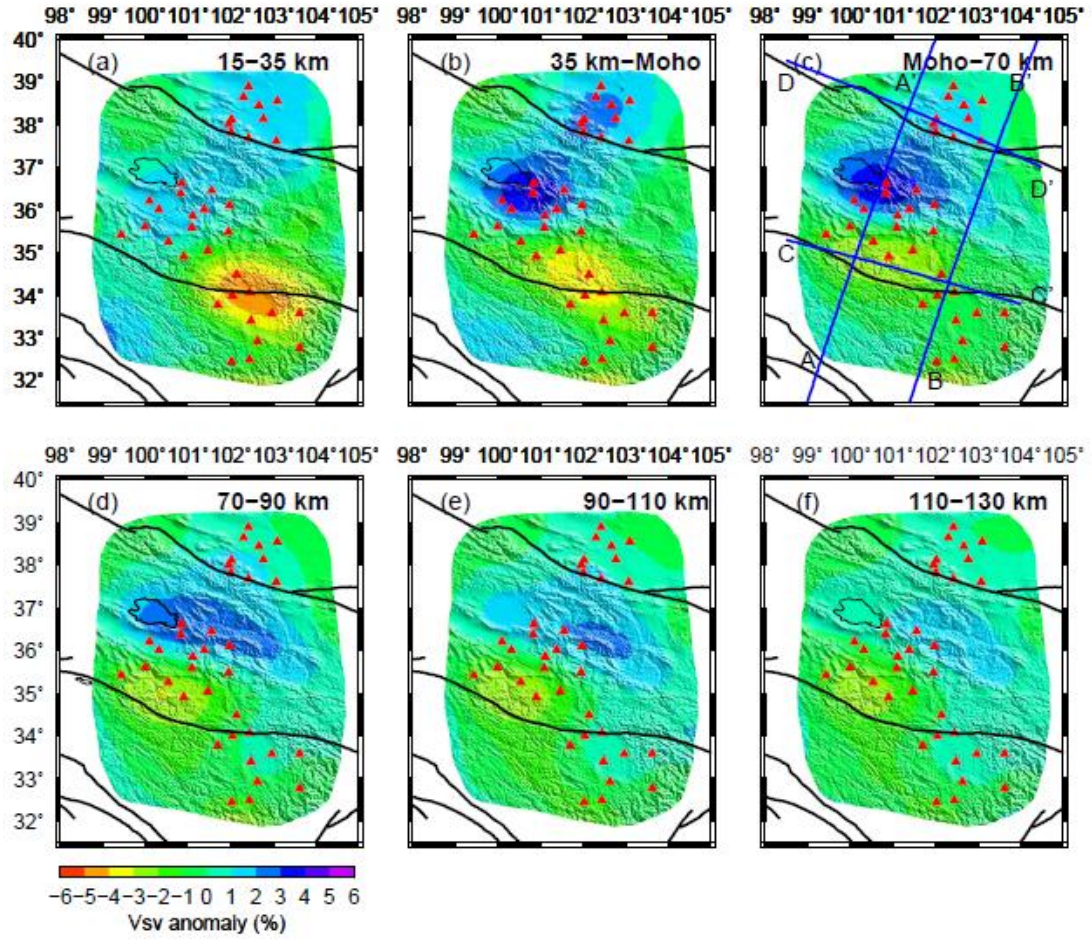 98° 99° 100° 101° 102° 103° 104° 105° 98° 99° 100° 101° 102° 103° 104° 105° 98° 99° 100° 101° 102° 103° 104° 105°
40°
(a) 15−35 km (b) 35 km−Moho (c) Moho−70 km
D A' B'
39°
38°
37°
D'
36°
35°
C
34°
C'
33°
A B
32°
98° 99° 100° 101° 102° 103° 104° 105° 98° 99° 100° 101° 102° 103° 104° 105° 98° 99° 100° 101° 102° 103° 104° 105°
40°
(d) 70−90 km (e) 90−110 km (f) 110−130 km
39°
38°
37°
36°
35°
34°
33°
32°
−6−5−4−3−2−1 0 1 2 3 4 5 6
Vsv anomaly (%)